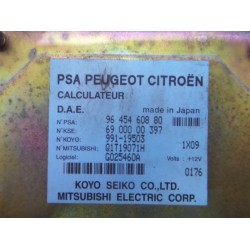 PSA PEUGEOT CITROËN
CALCULATEUR
D.A.E. made in Japan
N°PSA: 96 454 608 80
N°KSE: 69 000 00 397
N°KOYO: 991-19503 1X09
N°MITSUBISHI: Q1T19071H
Logiciel: G025460A Volts : +12V
0176
KOYO SEIKO CO.,LTD.
MITSUBISHI ELECTRIC CORP.